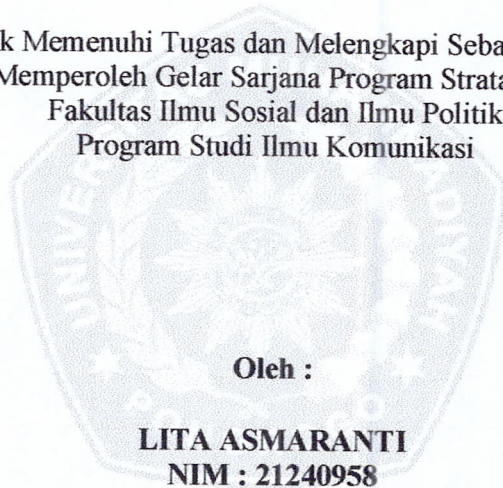 k Memenuhi Tugas dan Melengkapi Seba
Memperoleh Gelar Sarjana Program Strata
Fakultas Ilmu Sosial dan Ilmu Politik
Program Studi Ilmu Komunikasi
Oleh :
LITA ASMARANTI
NIM : 21240958